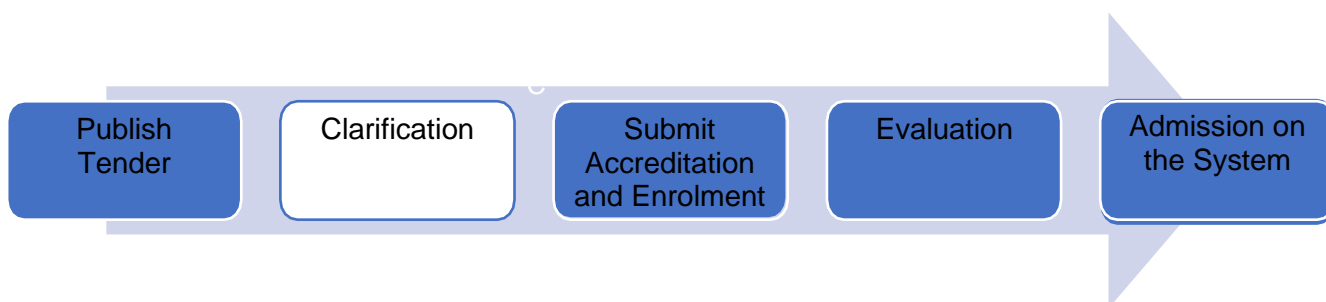 Publish
Tender
Clarification
Submit
Accreditation
and Enrolment
Evaluation
Admission on
the System